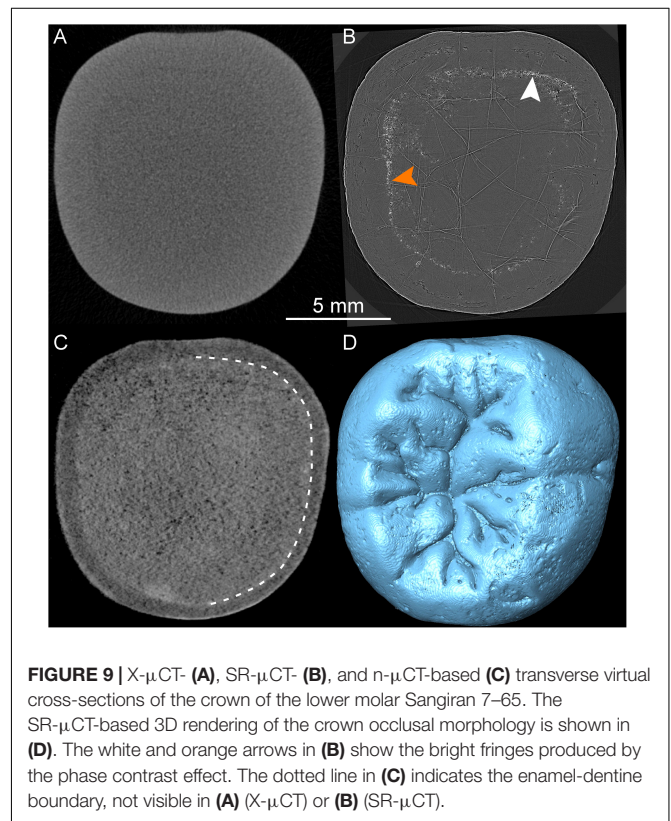 A
B
5 mm
C
D
FIGURE 9 | X-μCT- (A), SR-μCT- (B), and n-μCT-based (C) transverse virtual
cross-sections of the crown of the lower molar Sangiran 7–65. The
SR-μCT-based 3D rendering of the crown occlusal morphology is shown in
(D). The white and orange arrows in (B) show the bright fringes produced by
the phase contrast effect. The dotted line in (C) indicates the enamel-dentine
boundary, not visible in (A) (X-μCT) or (B) (SR-μCT).